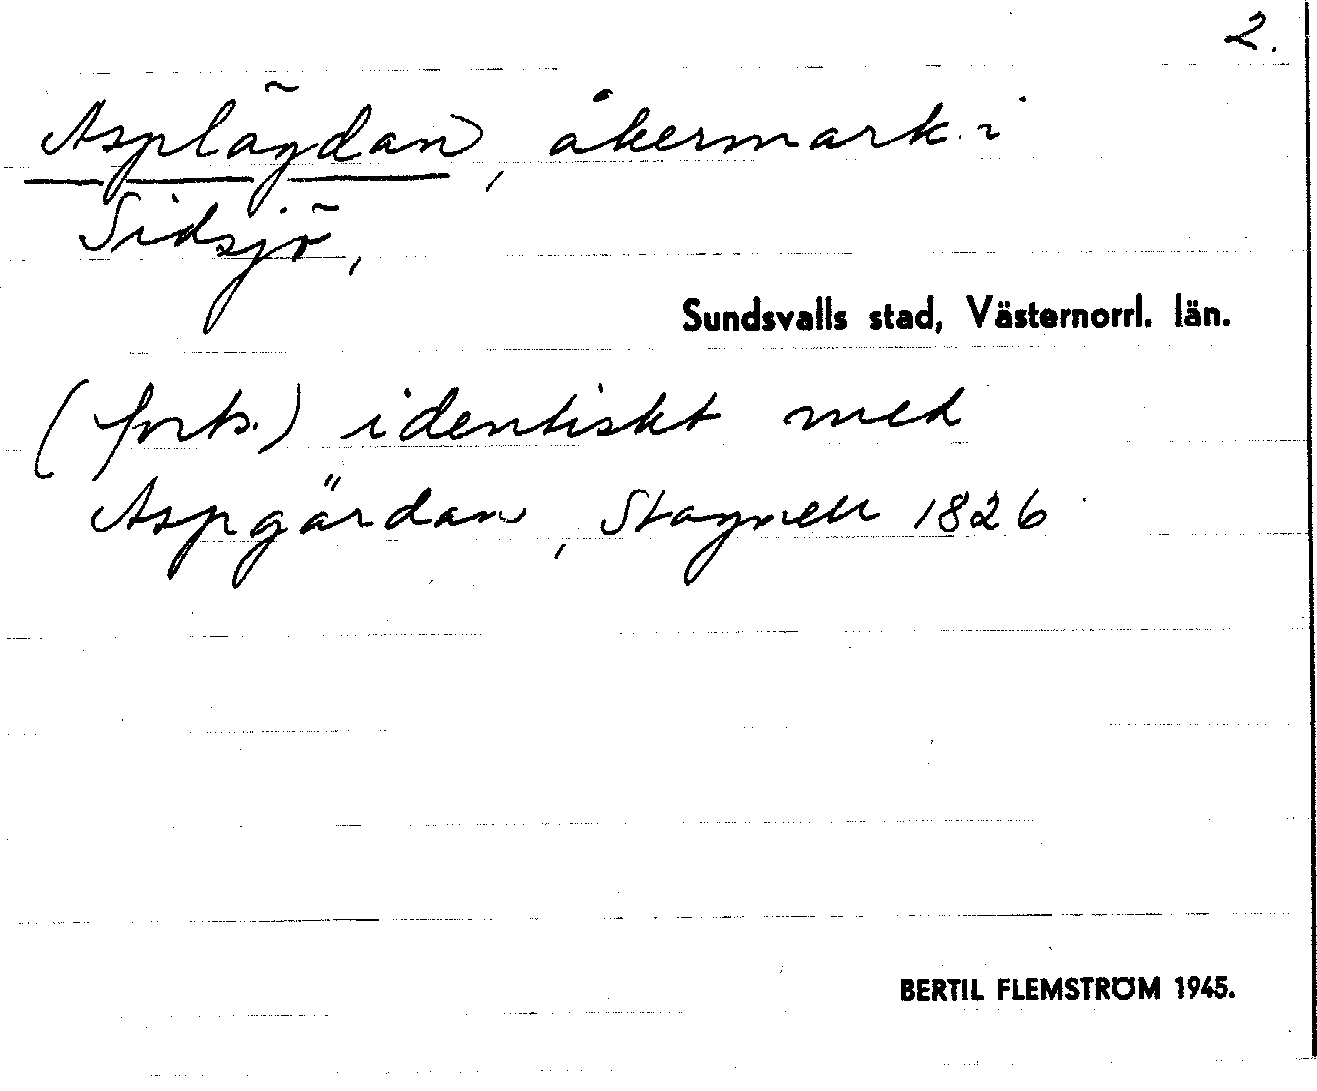 2.
Asplägdan, åkermark i
Sidsjö,
Sundsvalls stad, Västernorrl. län.
(forts.) identiskt med
Aspgärdan, Stagnell 1826
BERTIL FLEMSTRÖM 1945.